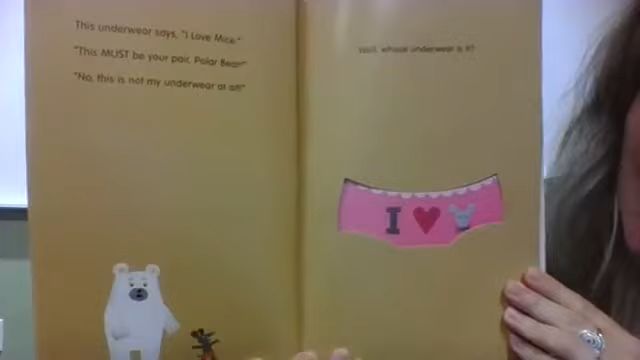 This underwear says, "I Love Mice."
"This MUST be your pair, Polar Bear!"
"No, this is not my underwear at all!"
Well, whose underwear is it?
I